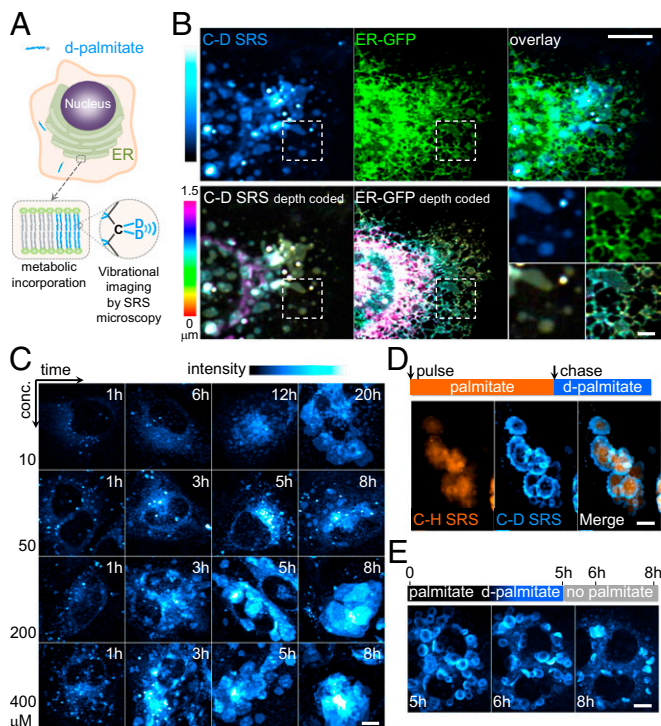 A
d-palmitate
Nucleus
ER
C
D
D
metabolic
incorporation
Vibrational
imaging
by SRS
microscopy
B
C-D SRS
ER-GFP
overlay
1.5
0
μm
C-D SRS depth coded
ER-GFP depth coded
C
time
intensity
conc.
1h
6h
12h
20h
10
1h
3h
5h
8h
50
1h
3h
5h
8h
200
1h
3h
5h
8h
400
μM
D
pulse
chase
palmitate
d-palmitate
C-H SRS
C-D SRS
Merge
E
0
5h
6h
8h
palmitate
d-palmitate
no palmitate
5h
6h
8h